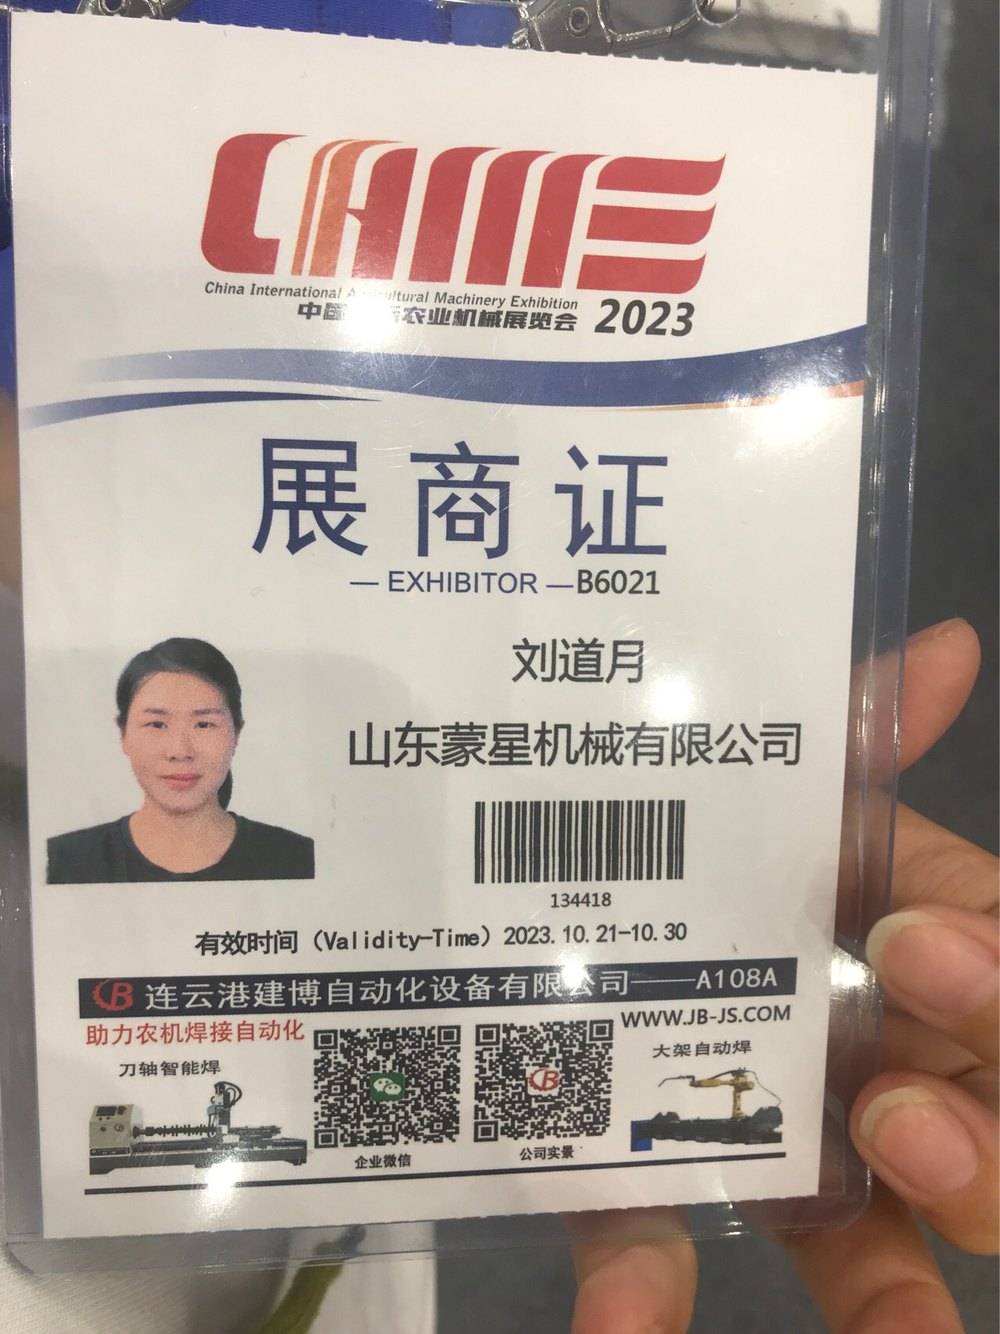 CAME
China International Agricultural Machinery Exhibition
中国国际农业机械展览会 2023
展商证
— EXHIBITOR —B6021
刘道月
山东蒙星机械有限公司
134418
有效时间（Validity-Time）2023.10.21-10.30
B 连云港建博自动化设备有限公司——A108A
助力农机焊接自动化
WWW.JB-JS.COM
刀轴智能焊
大架自动焊
企业微信
公司实景